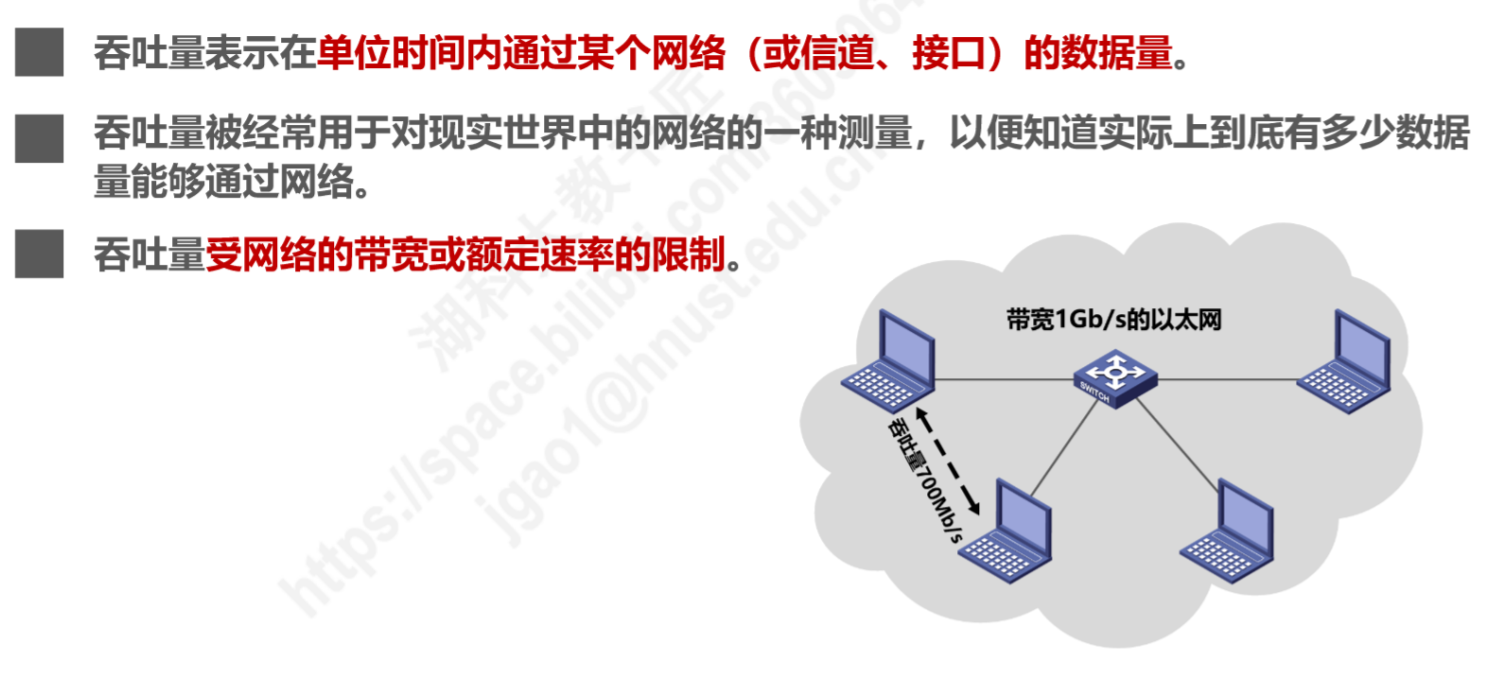 吞吐量表示在单位时间内通过某个网络（或信道、接口）的数据量。
吞吐量被经常用于对现实世界中的网络的一种测量，以便知道实际上到底有多少数据
量能够通过网络。
吞吐量受网络的带宽或额定速率的限制。
带宽1Gb/s的以太网
SWITCH
吞吐量700Mb/s
湖科大教书匠
https://space.bilibili.com/360
jgao1@hnust.edu.cn